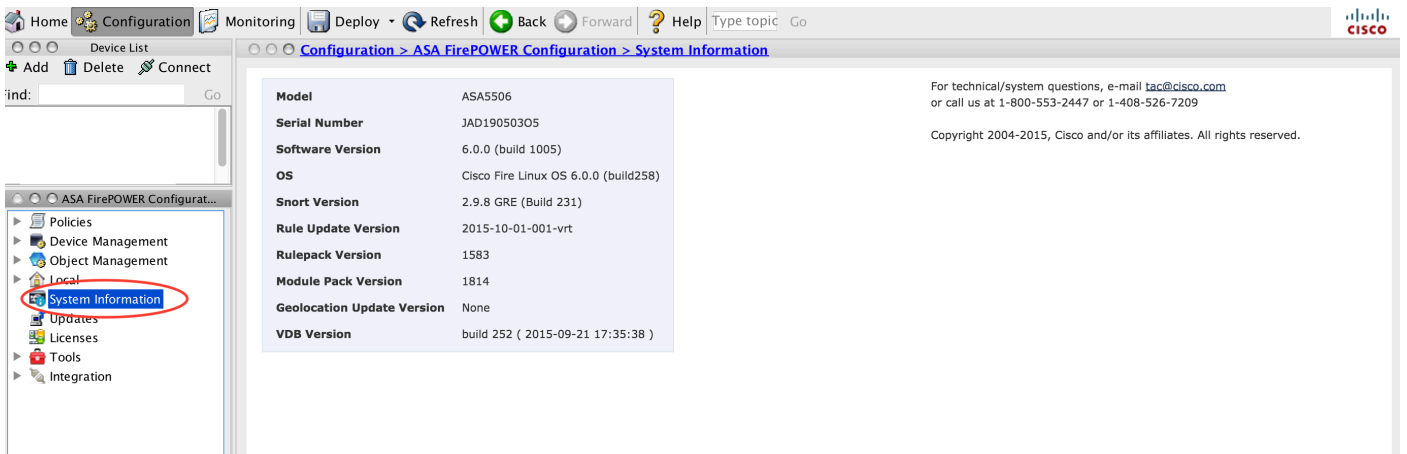 Home Configuration Monitoring Deploy Refresh Back Forward Help Type topic Go
CISCO
Device List
Add Delete Connect
Find: Go
ASA FirePOWER Configurat...
Policies
Device Management
Object Management
Local
System Information
Updates
Licenses
Tools
Integration
Configuration > ASA FirePOWER Configuration > System Information
Model ASA5506
Serial Number JAD190503O5
Software Version 6.0.0 (build 1005)
OS Cisco Fire Linux OS 6.0.0 (build258)
Snort Version 2.9.8 GRE (Build 231)
Rule Update Version 2015-10-01-001-vrt
Rulepack Version 1583
Module Pack Version 1814
Geolocation Update Version None
VDB Version build 252 ( 2015-09-21 17:35:38 )
For technical/system questions, e-mail tac@cisco.com
or call us at 1-800-553-2447 or 1-408-526-7209
Copyright 2004-2015, Cisco and/or its affiliates. All rights reserved.